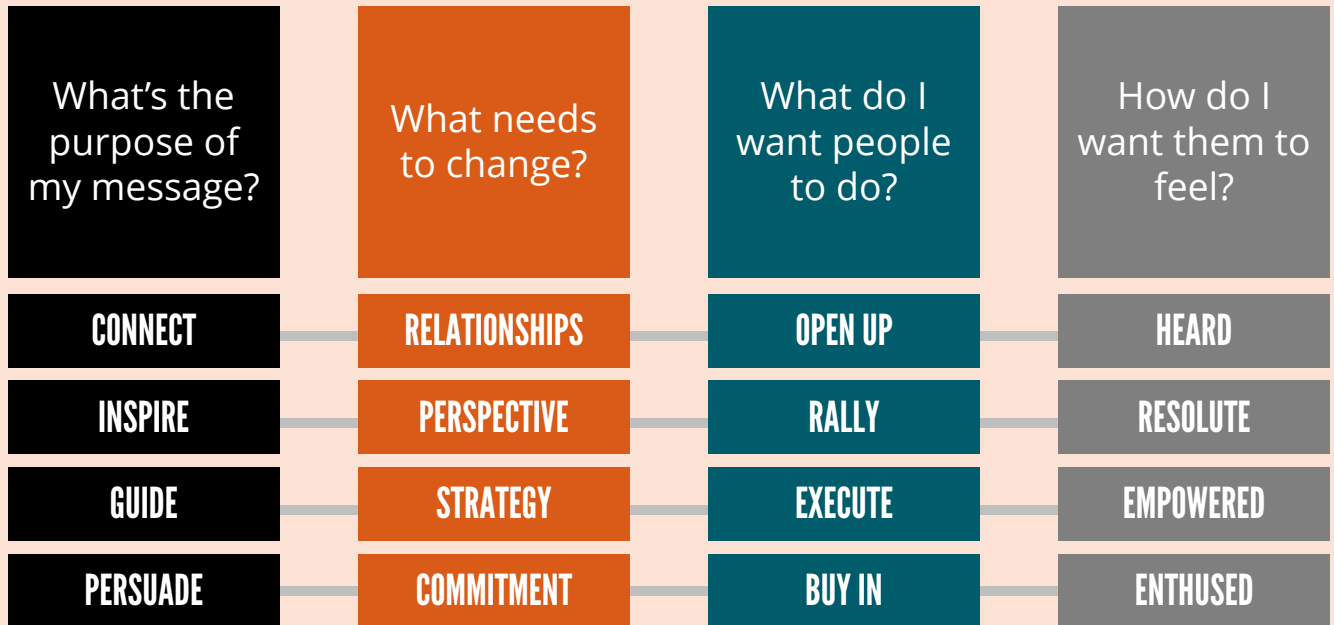 What's the
purpose of
my message?
What needs
to change?
What do I
want people
to do?
How do I
want them to
feel?
CONNECT
RELATIONSHIPS
OPEN UP
HEARD
INSPIRE
PERSPECTIVE
RALLY
RESOLUTE
GUIDE
STRATEGY
EXECUTE
EMPOWERED
PERSUADE
COMMITMENT
BUY IN
ENTHUSED